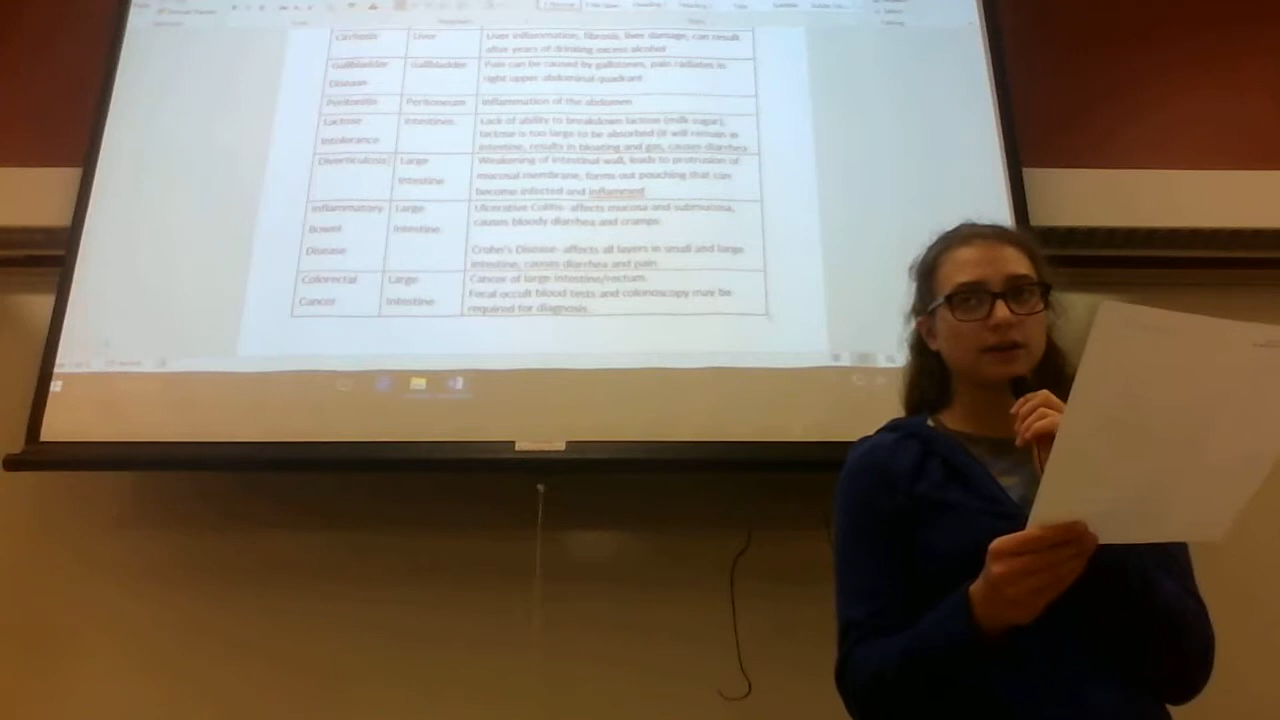 Cirrhosis Liver Liver inflammation, fibrosis, liver damage, can result
after years of drinking excess alcohol
Gallbladder Gallbladder Pain can be caused by gallstones, pain radiates in
Disease right upper abdominal quadrant
Peritonitis Peritoneum Inflammation of the abdomen
Lactose Intestines Lack of ability to breakdown lactose (milk sugar),
Intolerance lactose is too large to be absorbed (it will remain in
intestine, results in bloating and gas, causes diarrhea
Diverticulosis Large Weakening of intestinal wall, leads to protrusion of
Intestine mucosal membrane, forms out pouching that can
become infected and inflammed
Inflammatory Large Ulcerative Colitis- affects mucosa and submucosa,
Bowel Intestine causes bloody diarrhea and cramps
Disease Crohn's Disease- affects all layers in small and large
intestine, causes diarrhea and pain
Colorectal Large Cancer of large intestine/rectum.
Cancer Intestine Fecal occult blood tests and colonoscopy may be
required for diagnosis.